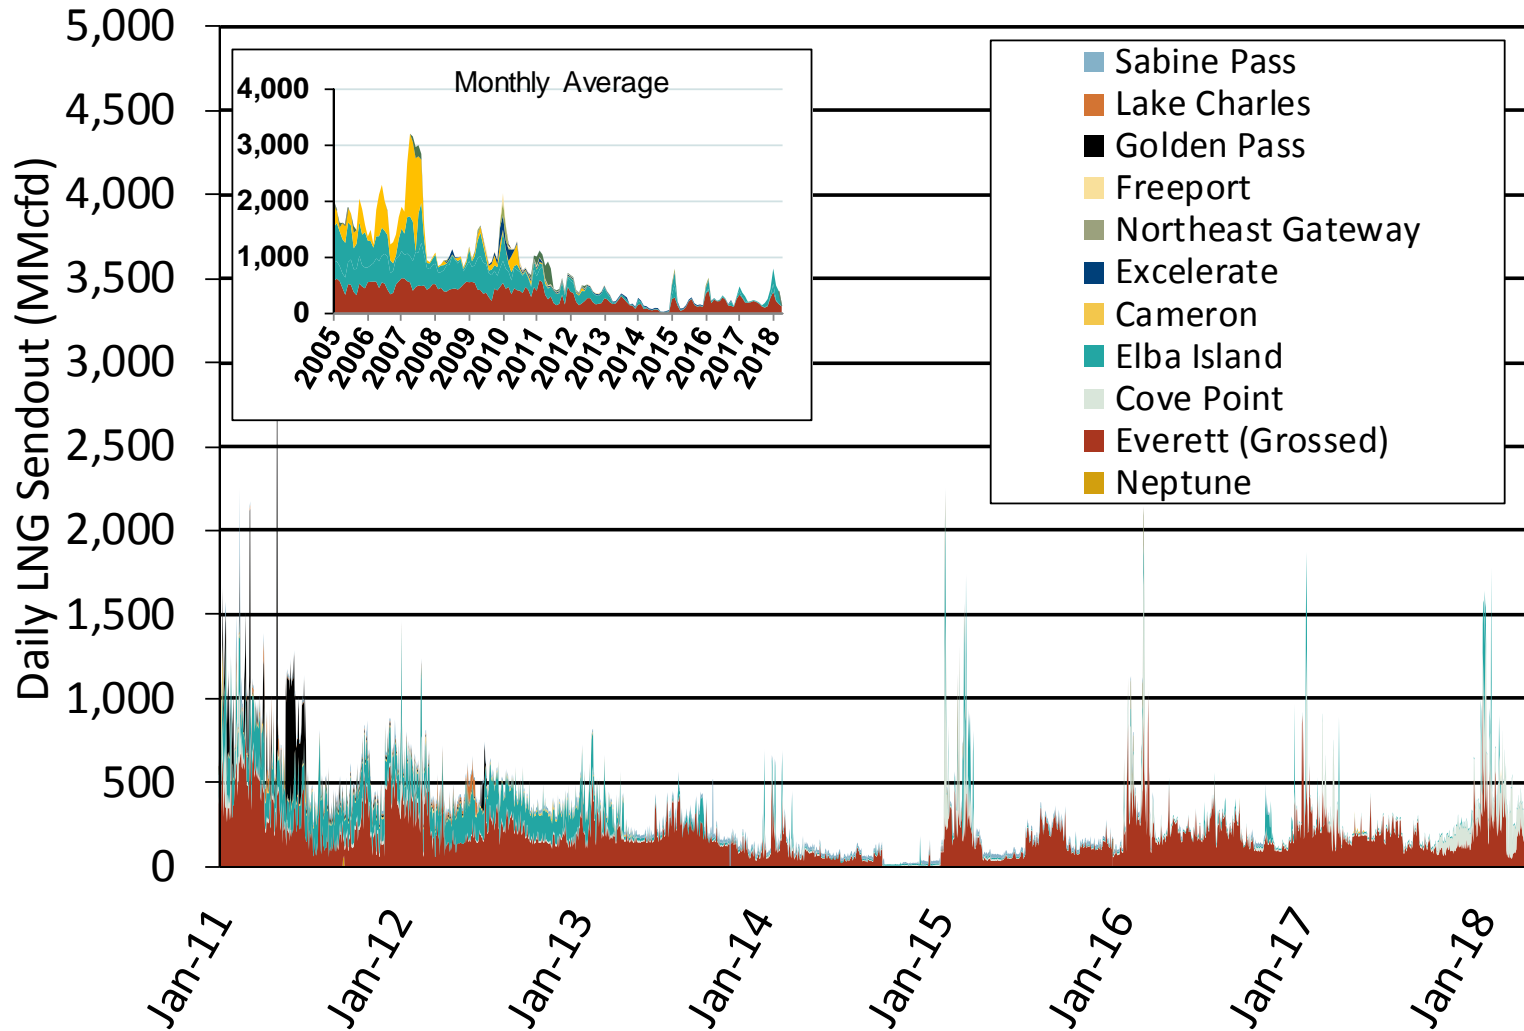 5,000
4,500
4,000
3,500
3,000
2,500
2,000
1,500
1,000
500
0
Daily LNG Sendout (MMcfd)
Monthly Average
4,000
3,000
2,000
1,000
0
2005
2006
2007
2008
2009
2010
2011
2012
2013
2014
2015
2016
2017
2018
Sabine Pass
Lake Charles
Golden Pass
Freeport
Northeast Gateway
Excelerate
Cameron
Elba Island
Cove Point
Everett (Grossed)
Neptune
Jan-11
Jan-12
Jan-13
Jan-14
Jan-15
Jan-16
Jan-17
Jan-18